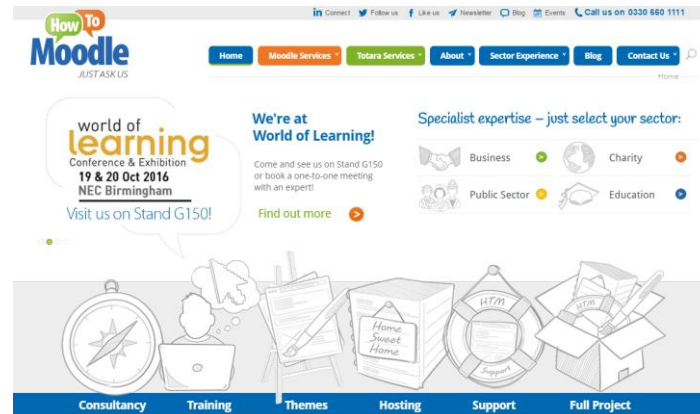 Connect Follow us Like us Newsletter Blog Events Call us on 0330 660 1111
How To
Moodle
JUST ASK US
Home Moodle Services Totara Services About Sector Experience Blog Contact Us
Home
world of
learning
Conference & Exhibition
19 & 20 Oct 2016
NEC Birmingham
Visit us on Stand G150!
We're at
World of Learning!
Come and see us on Stand G150
or book a one-to-one meeting
with an expert!
Find out more
Specialist expertise – just select your sector:
Business Charity
Public Sector Education
Home
Sweet
Home
HTM
Support
HTM
Consultancy Training Themes Hosting Support Full Project